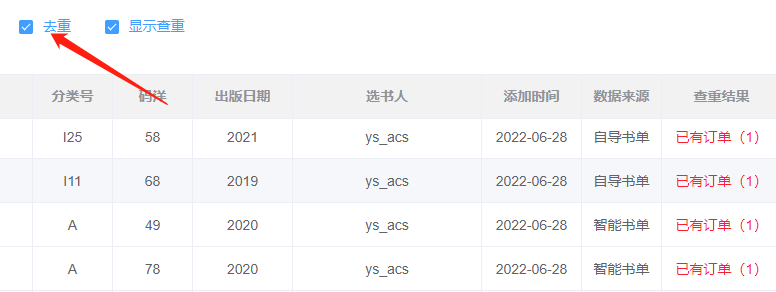 去重 显示查重
分类号 码洋 出版日期 选书人 添加时间 数据来源 查重结果
I25 58 2021 ys_acs 2022-06-28 自导书单 已有订单（1）
I11 68 2019 ys_acs 2022-06-28 自导书单 已有订单（1）
A 49 2020 ys_acs 2022-06-28 智能书单 已有订单（1）
A 78 2020 ys_acs 2022-06-28 智能书单 已有订单（1）